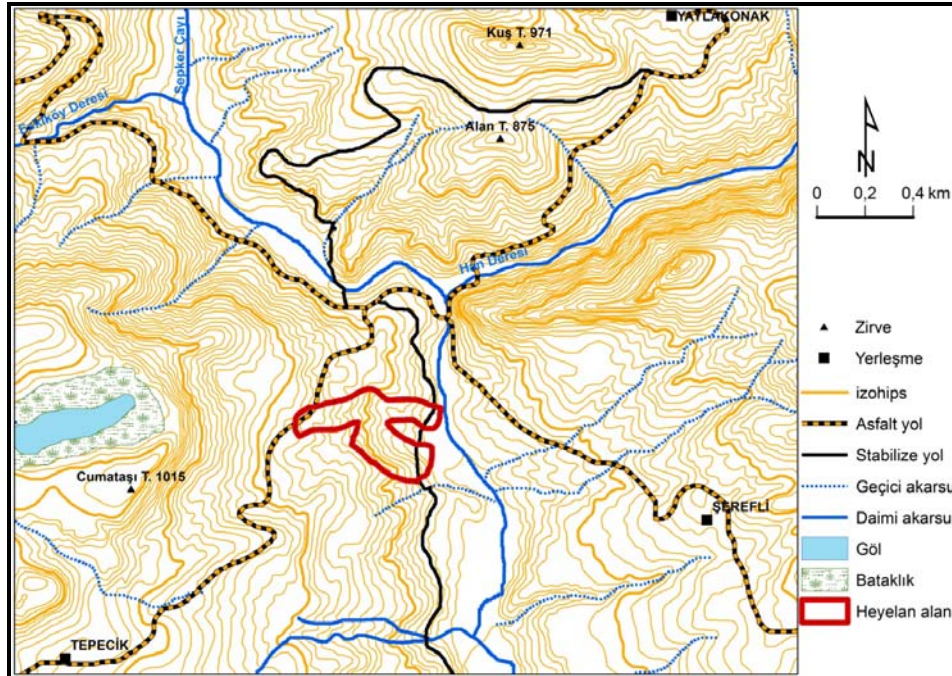 Kuş T. 971
YAYLAKONAK
Sepker Çayı
Eskiköy Deresi
Alan T. 875
Han Deresi
Cumataşı T. 1015
ŞEREFLİ
TEPECİK
N
0 0,2 0,4 km
Zirve
Yerleşme
izohips
Asfalt yol
Stabilize yol
Geçici akarsu
Daimi akarsu
Göl
Bataklık
Heyelan alanı